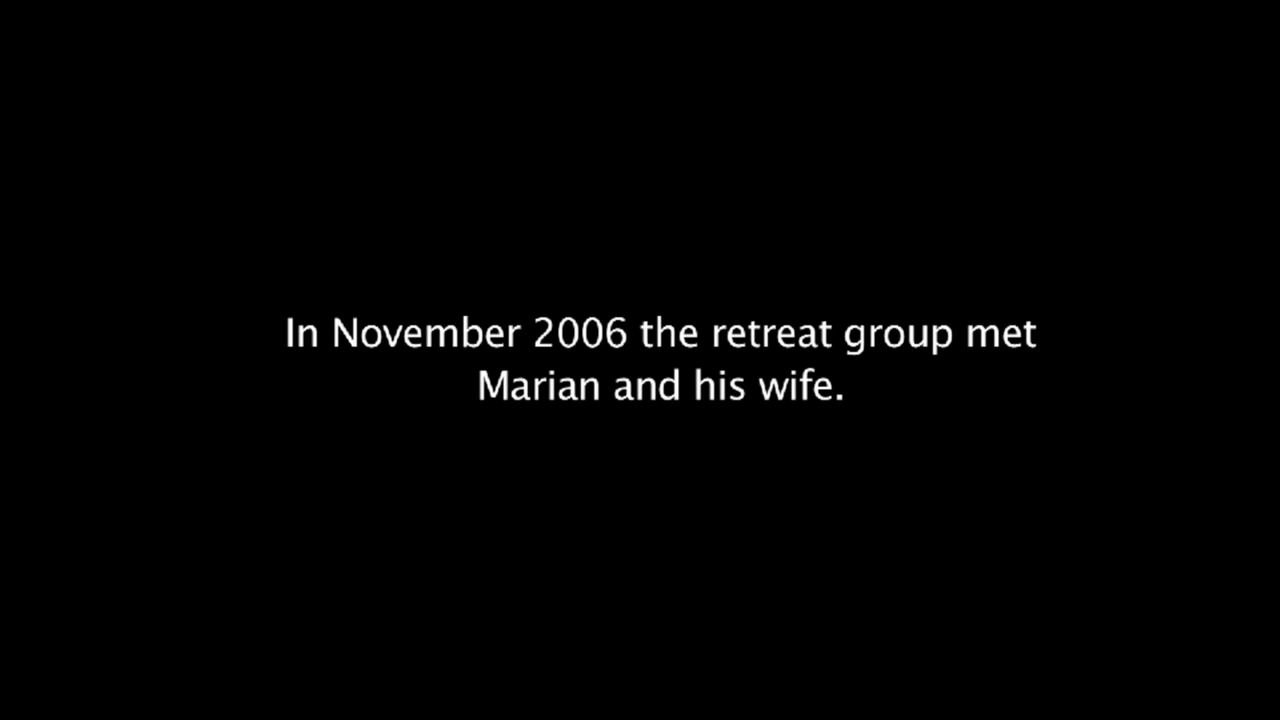 In November 2006 the retreat group met
Marian and his wife.